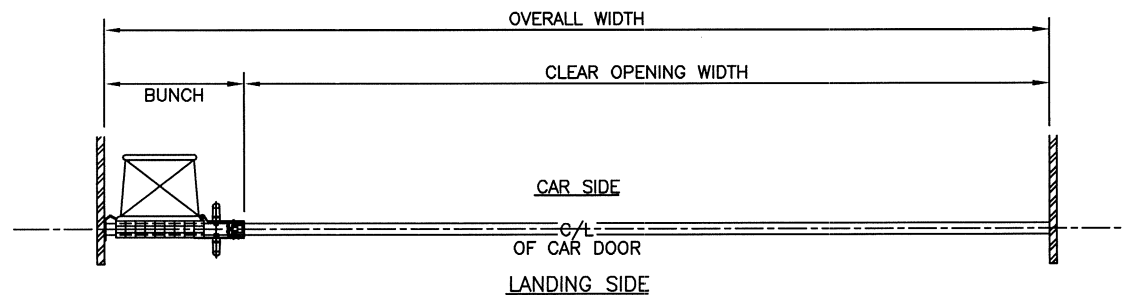 OVERALL WIDTH
CLEAR OPENING WIDTH
BUNCH
CAR SIDE
C/L
OF CAR DOOR
LANDING SIDE